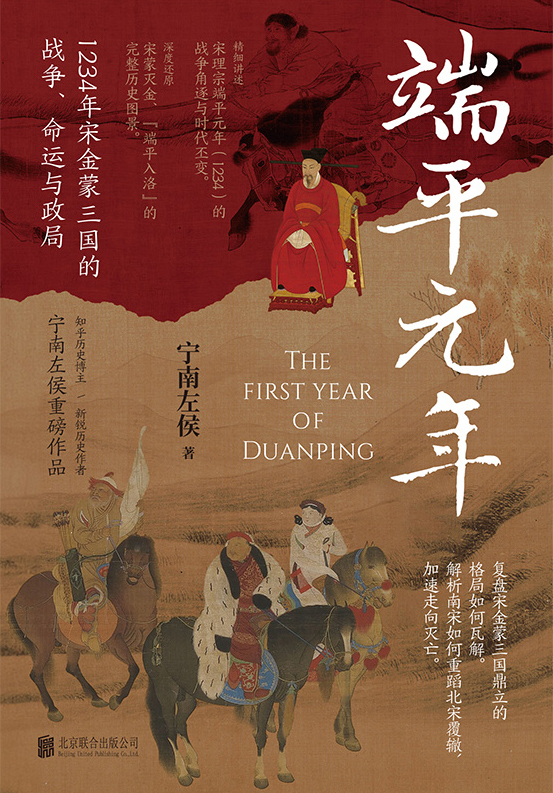 端平元年
精细讲述
宋理宗端平元年(1234)的
战争角逐与时代丕变。
深度还原
宋蒙灭金、“端平入洛”的
完整历史图景。
1234年宋金蒙三国的
战争、命运与政局
THE
FIRST YEAR
OF
DUANPING
宁南左侯 著
知乎历史博主/新锐历史作者
宁南左侯重磅作品
复盘宋金蒙三国鼎立的
格局如何瓦解。
解析南宋如何重蹈北宋覆辙,
加速走向灭亡。
北京联合出版公司
Beijing United Publishing Co.,Ltd.